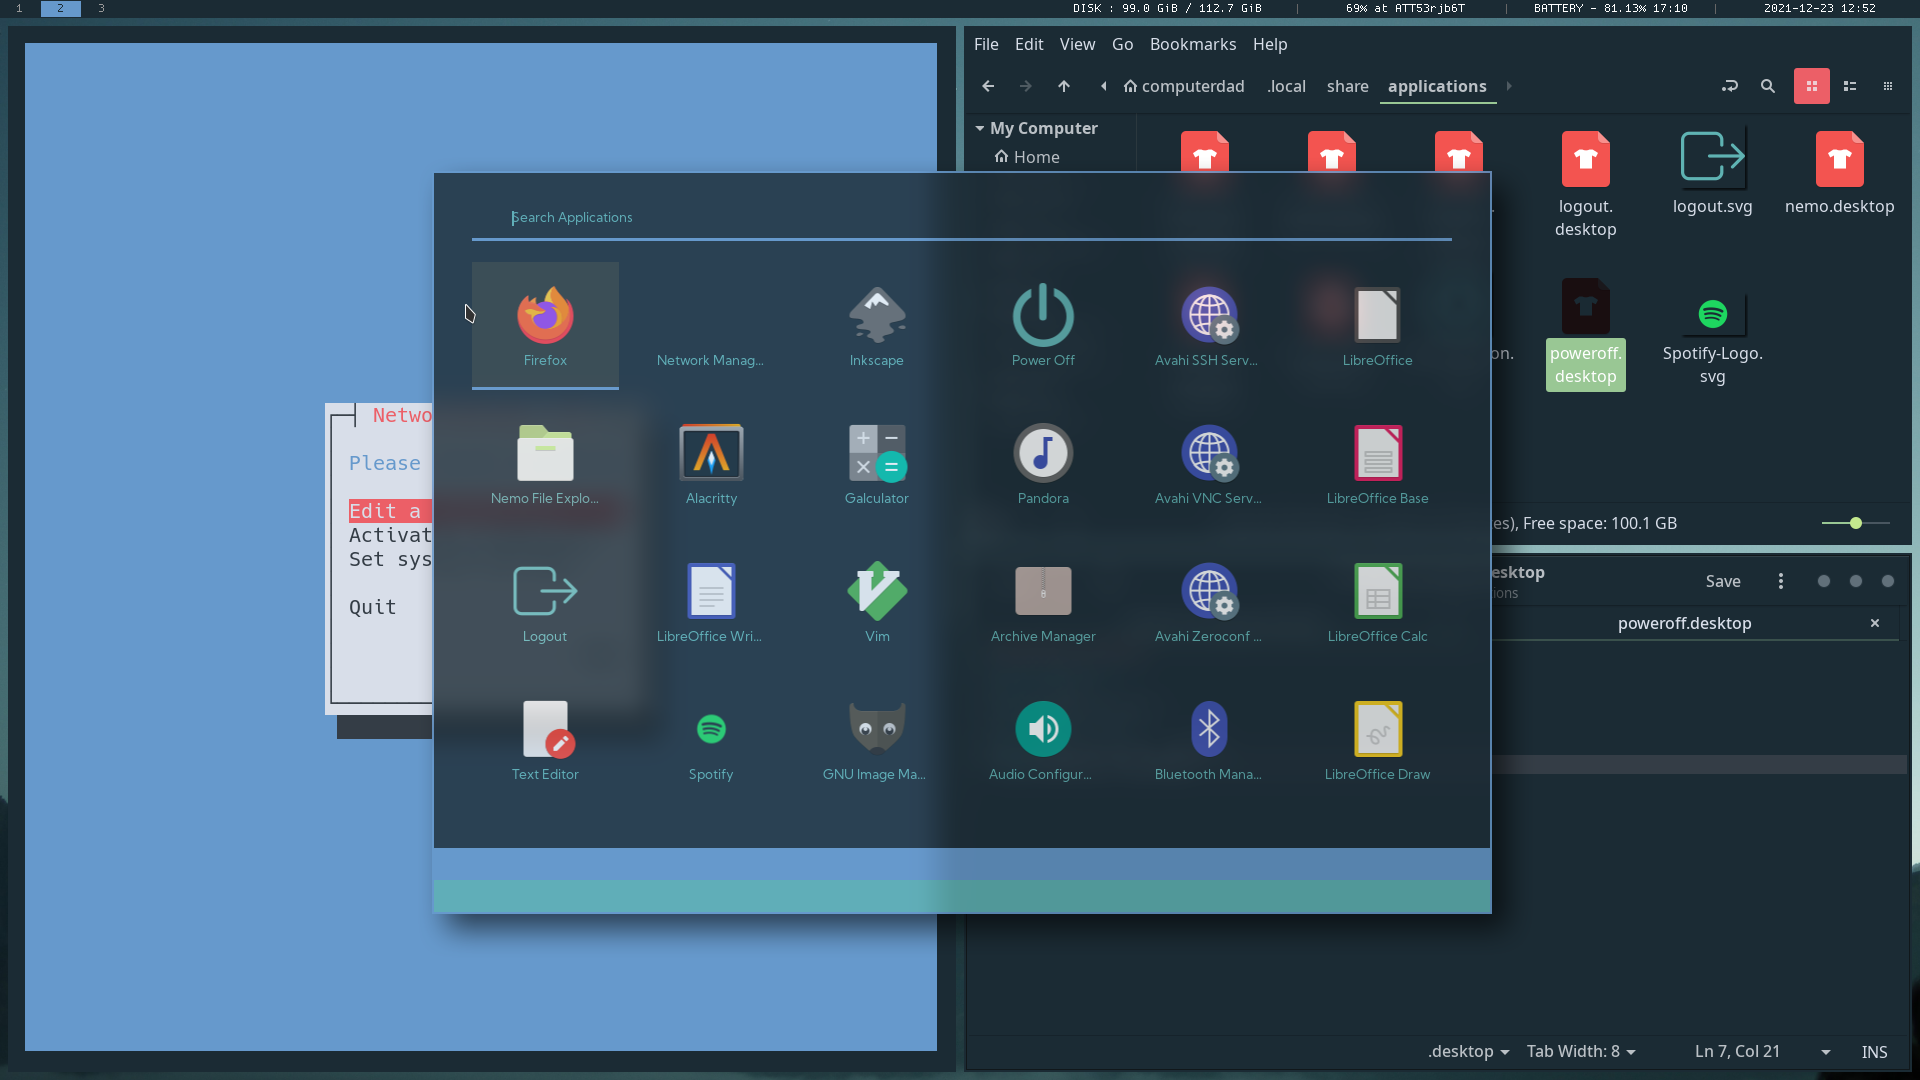 1 2 3 DISK : 99.0 GiB / 112.7 GiB | 69% at ATT53rjb6T | BATTERY - 81.13% 17:10 | 2021-12-23 12:52
File Edit View Go Bookmarks Help
computerdad .local share applications
My Computer
Home
logout.
desktop
logout.svg
nemo.desktop
on.
poweroff.
desktop
Spotify-Logo.
svg
es), Free space: 100.1 GB
Search Applications
Firefox
Network Manag...
Inkscape
Power Off
Avahi SSH Serv...
LibreOffice
Nemo File Explo...
Alacritty
Galculator
Pandora
Avahi VNC Serv...
LibreOffice Base
Logout
LibreOffice Wri...
Vim
Archive Manager
Avahi Zeroconf ...
LibreOffice Calc
Text Editor
Spotify
GNU Image Ma...
Audio Configur...
Bluetooth Mana...
LibreOffice Draw
Netwo
Please
Edit a
Activat
Set sys
Quit
esktop
ions
Save
poweroff.desktop
.desktop Tab Width: 8 Ln 7, Col 21 INS